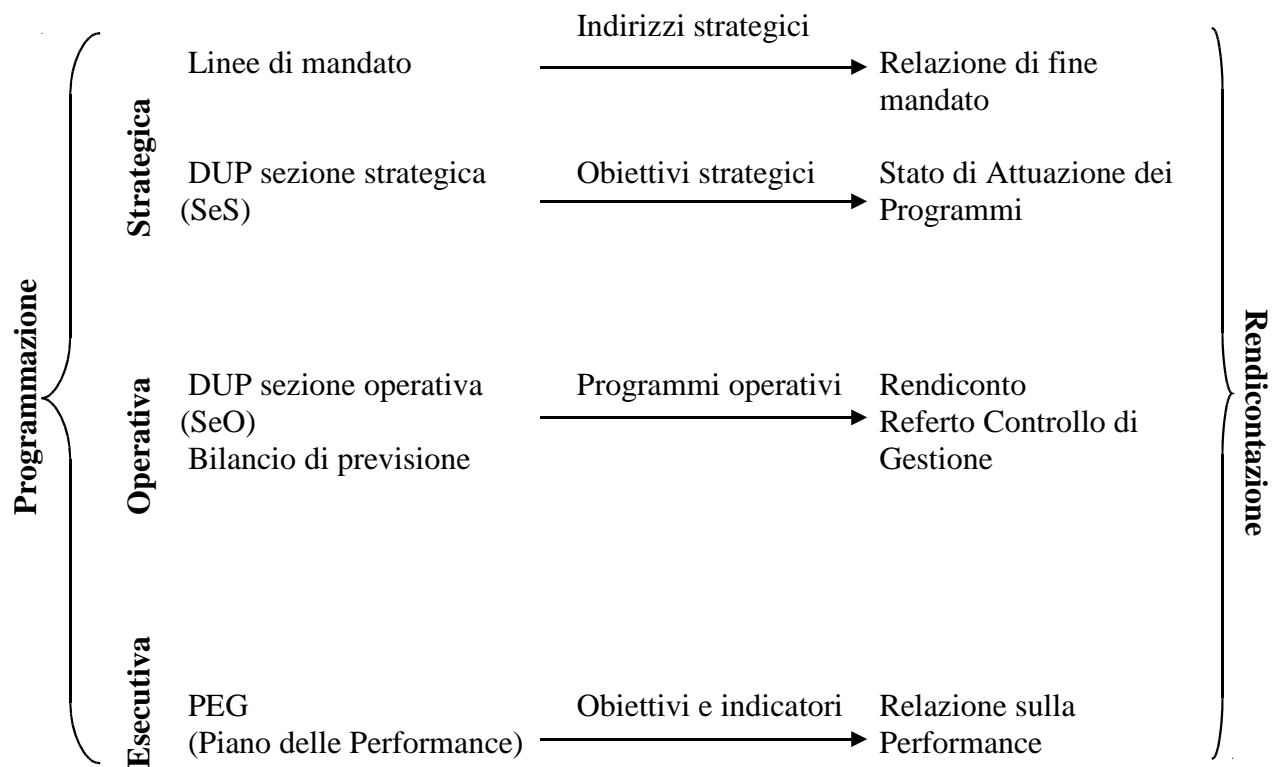 Programmazione
Strategica
Indirizzi strategici
Linee di mandato
Relazione di fine
mandato
DUP sezione strategica
(SeS)
Obiettivi strategici
Stato di Attuazione dei
Programmi
Operativa
DUP sezione operativa
(SeO)
Bilancio di previsione
Programmi operativi
Rendiconto
Referto Controllo di
Gestione
Esecutiva
PEG
(Piano delle Performance)
Obiettivi e indicatori
Relazione sulla
Performance
Rendicontazione